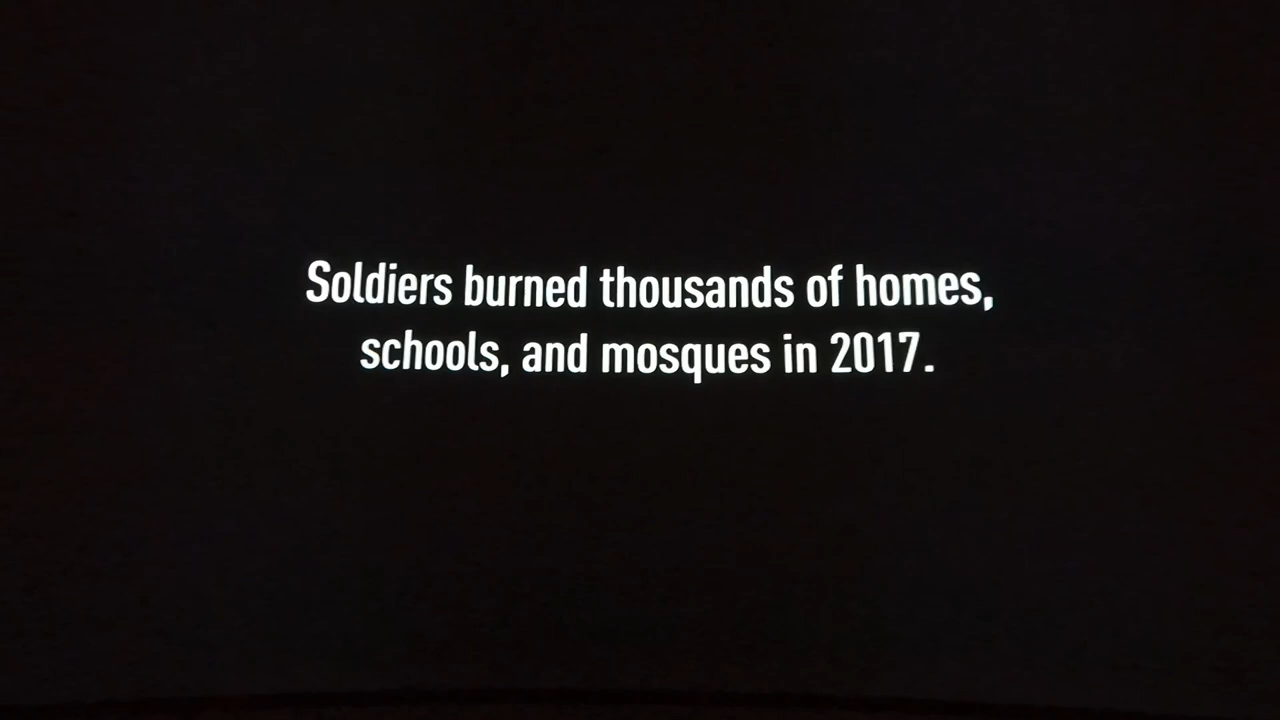 Soldiers burned thousands of homes,
schools, and mosques in 2017.